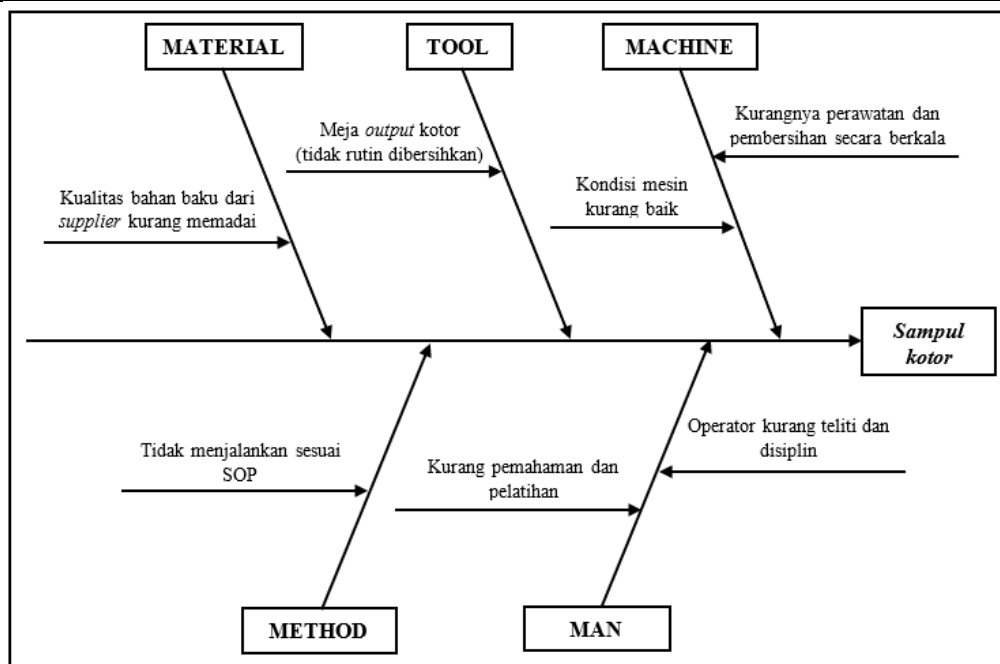 MATERIAL
TOOL
MACHINE
Kurangnya perawatan dan
pembersihan secara berkala
Meja output kotor
(tidak rutin dibersihkan)
Kondisi mesin
kurang baik
Kualitas bahan baku dari
supplier kurang memadai
Sampul
kotor
Operator kurang teliti dan
disiplin
Tidak menjalankan sesuai
SOP
Kurang pemahaman dan
pelatihan
METHOD
MAN